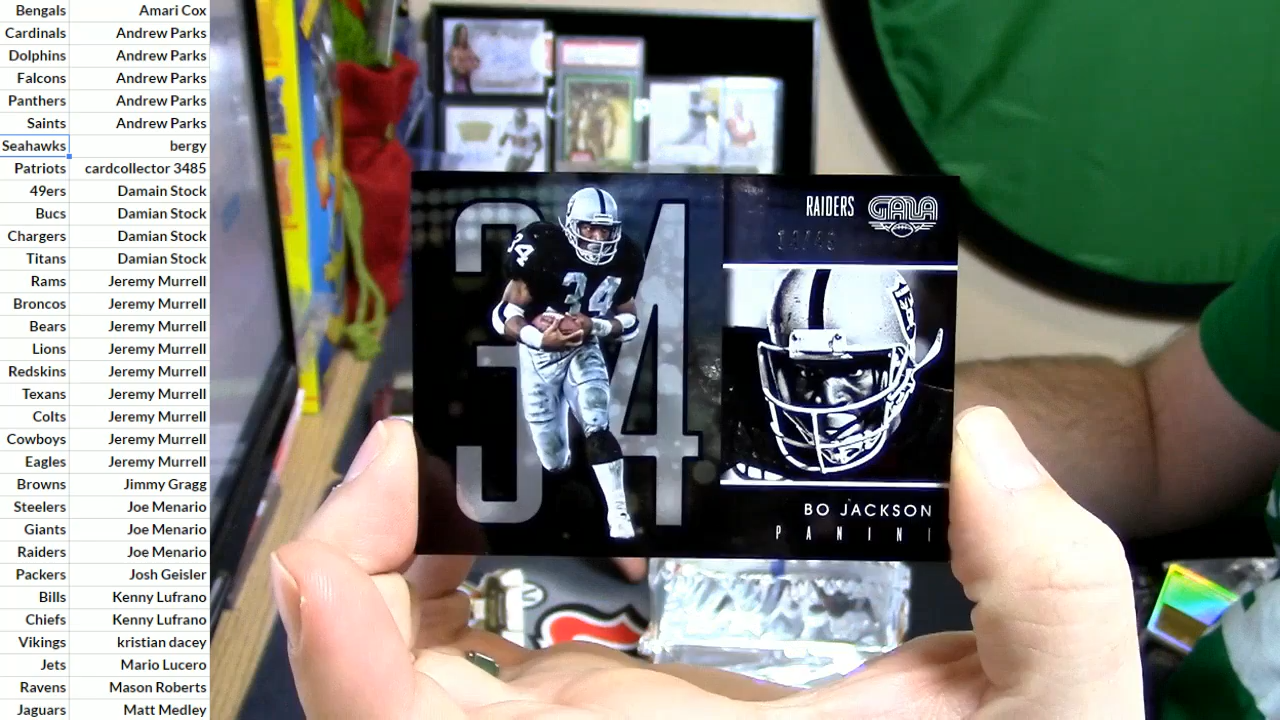 Bengals Amari Cox
Cardinals Andrew Parks
Dolphins Andrew Parks
Falcons Andrew Parks
Panthers Andrew Parks
Saints Andrew Parks
Seahawks bergy
Patriots cardcollector 3485
49ers Damain Stock
Bucs Damian Stock
Chargers Damian Stock
Titans Damian Stock
Rams Jeremy Murrell
Broncos Jeremy Murrell
Bears Jeremy Murrell
Lions Jeremy Murrell
Redskins Jeremy Murrell
Texans Jeremy Murrell
Colts Jeremy Murrell
Cowboys Jeremy Murrell
Eagles Jeremy Murrell
Browns Jimmy Gragg
Steelers Joe Menario
Giants Joe Menario
Raiders Joe Menario
Packers Josh Geisler
Bills Kenny Lufrano
Chiefs Kenny Lufrano
Vikings kristian dacey
Jets Mario Lucero
Ravens Mason Roberts
Jaguars Matt Medley
34
34
34
RAIDERS GALA
BO JACKSON
PANINI